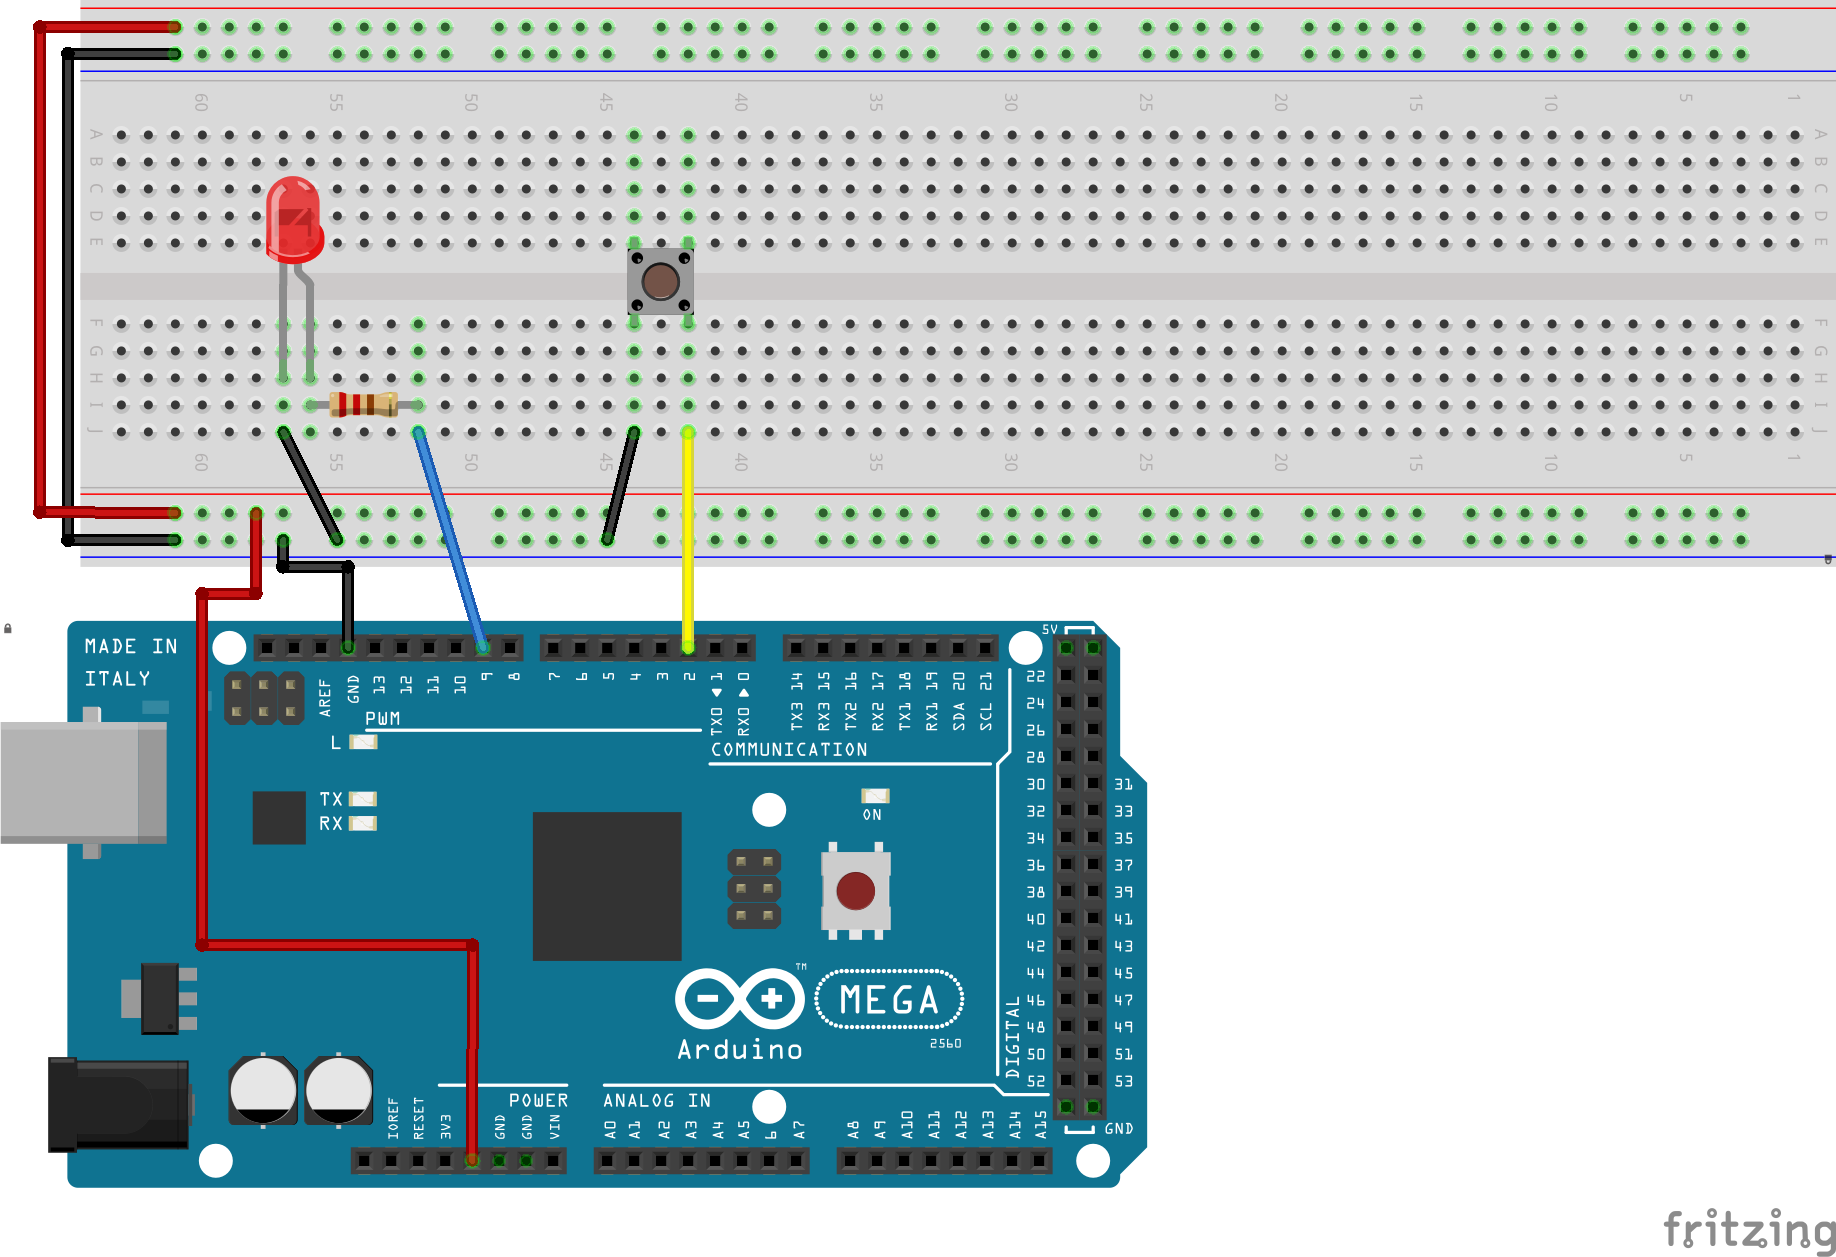 60 55 50 45 40 35 30 25 20 15 10 5 1
A A
B B
C C
D D
E E
F F
G G
H H
I I
J J
60 55 50 45 40 35 30 25 20 15 10 5 1
MADE IN
ITALY
AREF GND 13 12 11 10 9 8 7 6 5 4 3 2 TX0 1 RX0 0 TX3 14 RX3 15 TX2 16 RX2 17 TX1 18 RX1 19 SDA 20 SCL 21
5V
PWM
COMMUNICATION
L
TX
RX
ON
22
24
26
28
30 31
32 33
34 35
36 37
38 39
40 41
42 43
44 45
46 47
48 49
50 51
52 53
DIGITAL
GND
TM
MEGA
2560
Arduino
POWER
ANALOG IN
IOREF RESET 3V3 GND GND VIN A0 A1 A2 A3 A4 A5 6 A7 A8 A9 A10 A11 A12 A13 A14 A15
fritzing